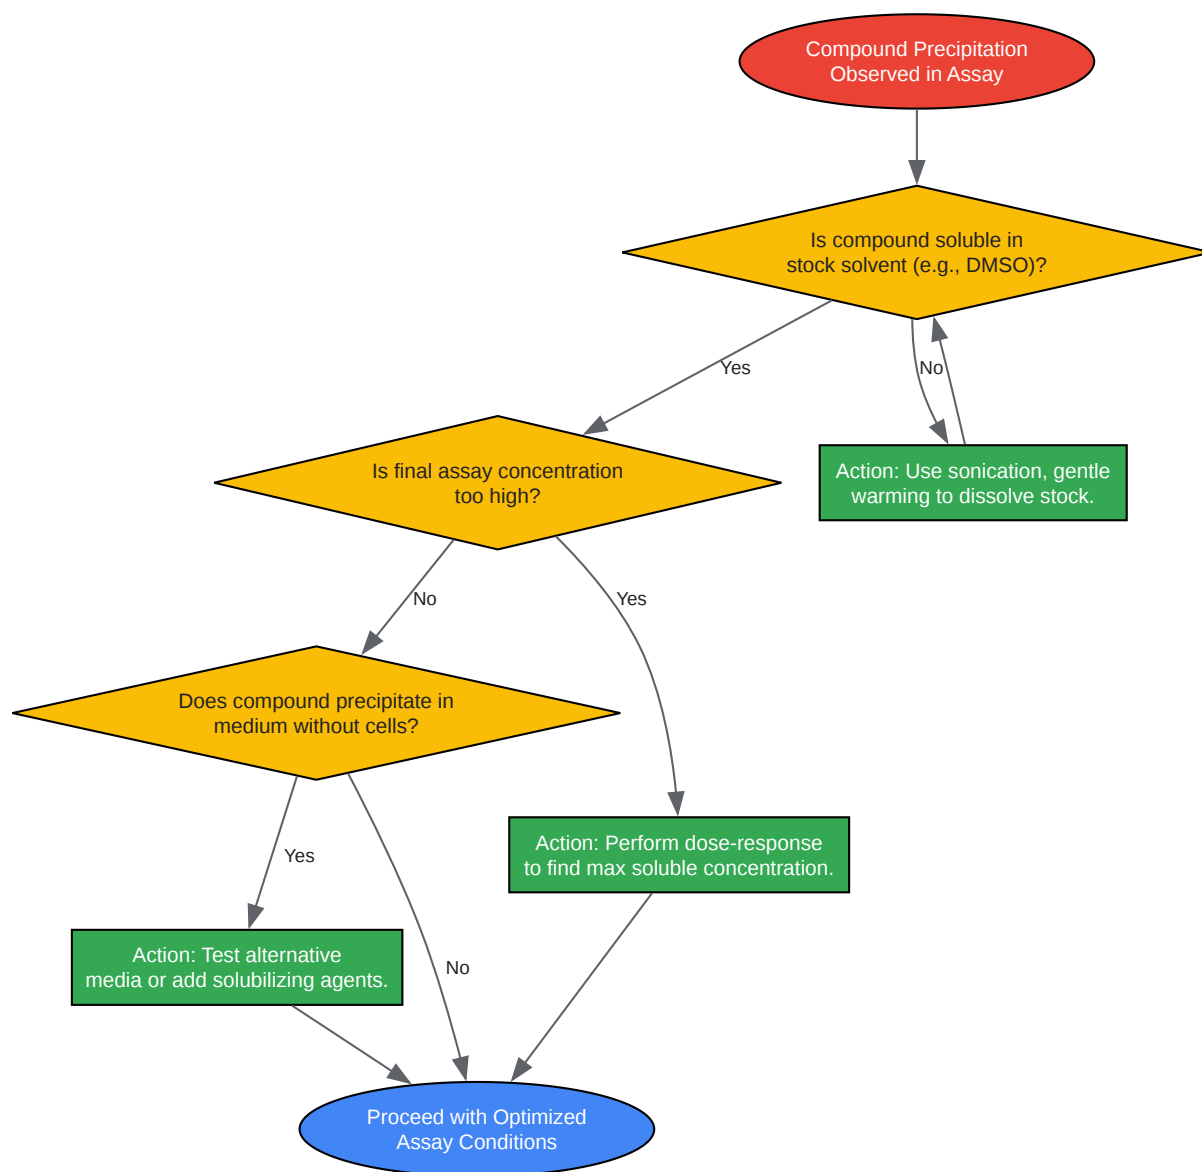 Compound Precipitation
Observed in Assay
Is compound soluble in
stock solvent (e.g., DMSO)?
Yes
No
Is final assay concentration
too high?
Action: Use sonication, gentle
warming to dissolve stock.
No
Yes
Does compound precipitate in
medium without cells?
Yes
Action: Perform dose-response
to find max soluble concentration.
Action: Test alternative
media or add solubilizing agents.
No
Proceed with Optimized
Assay Conditions